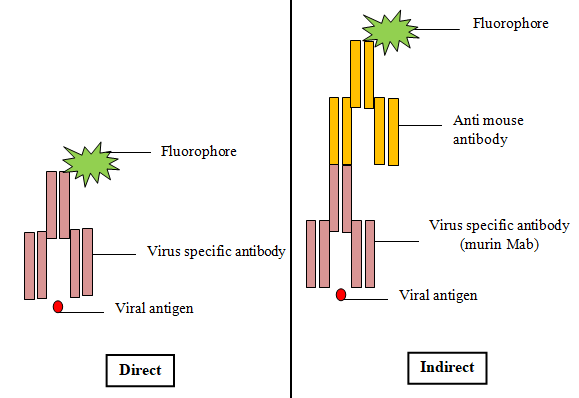 Fluorophore
Virus specific antibody
Viral antigen
Direct
Fluorophore
Anti mouse
antibody
Virus specific antibody
(murin Mab)
Viral antigen
Indirect